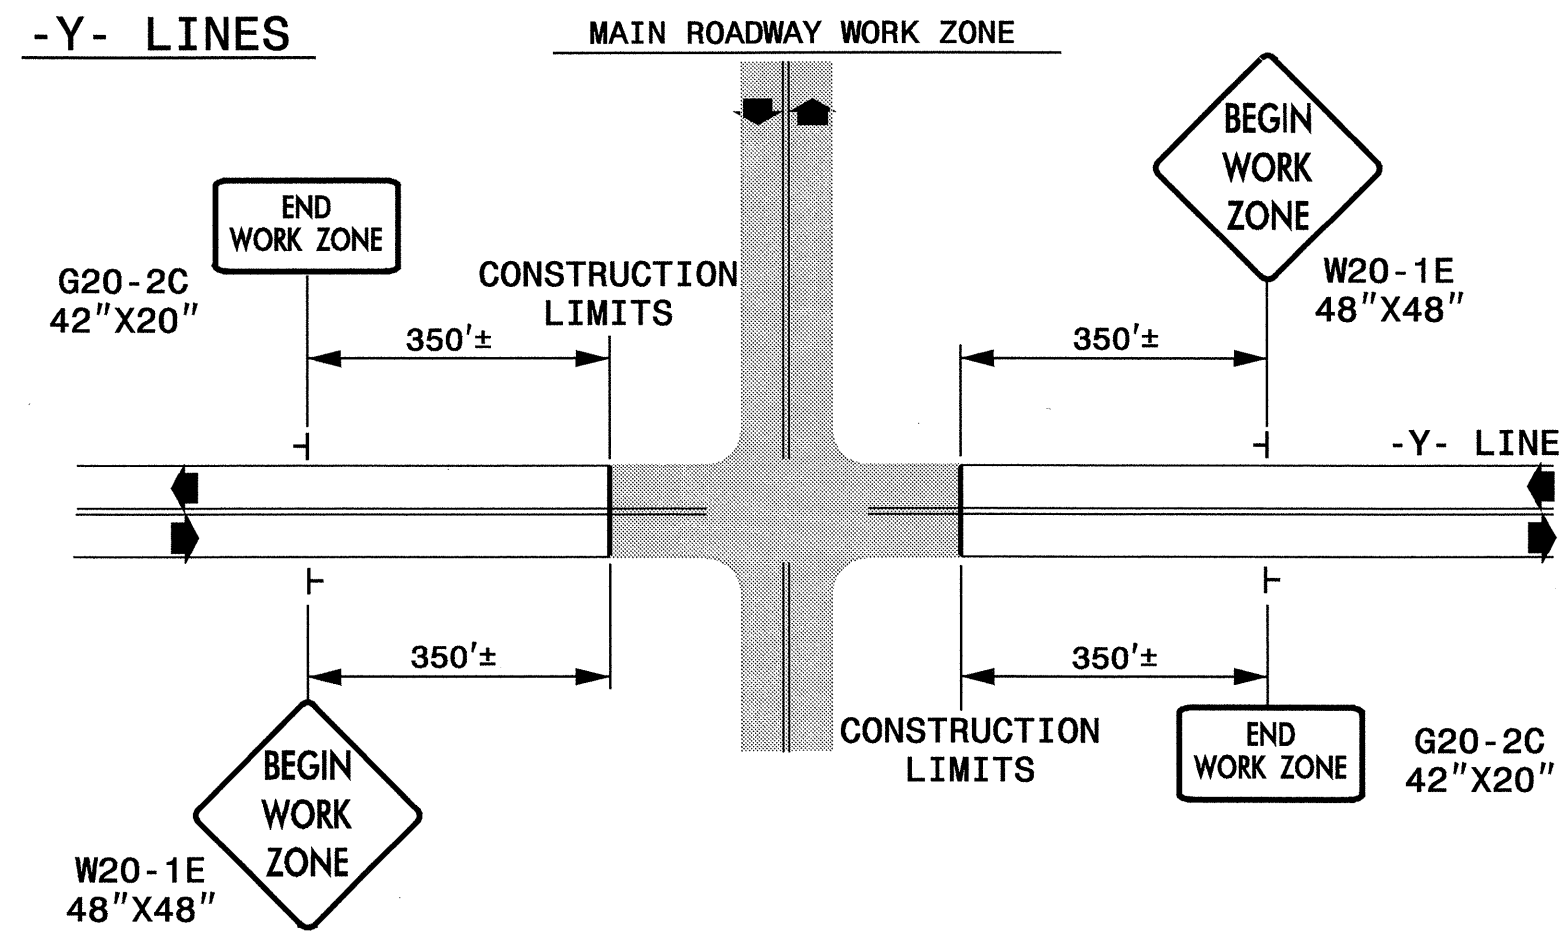 -Y- LINES
MAIN ROADWAY WORK ZONE
BEGIN
WORK
ZONE
W20-1E
48"X48"
END
WORK ZONE
G20-2C
42"X20"
CONSTRUCTION
LIMITS
350'±
350'±
-Y- LINE
350'±
350'±
BEGIN
WORK
ZONE
W20-1E
48"X48"
CONSTRUCTION
LIMITS
END
WORK ZONE
G20-2C
42"X20"